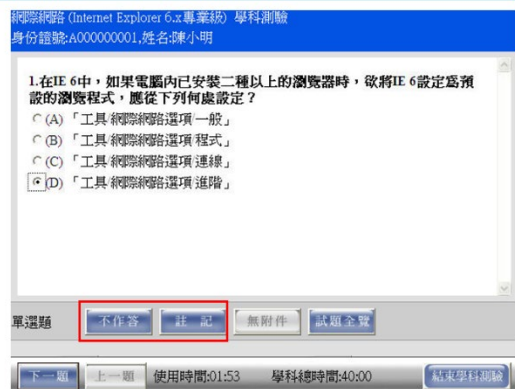 網際網路 (Internet Explorer 6.x專業級) 學科測驗
身份證號:A000000001,姓名:陳小明
1.在IE 6中，如果電腦內已安裝二種以上的瀏覽器時，欲將IE 6設定為預
設的瀏覽程式，應從下列何處設定？
(A) 「工具/網際網路選項/一般」
(B) 「工具/網際網路選項/程式」
(C) 「工具/網際網路選項/連線」
(D) 「工具/網際網路選項/進階」
單選題 不作答 註 記 無附件 試題全覽
下一題 上一題 使用時間:01:53 學科總時間:40:00 結束學科測驗